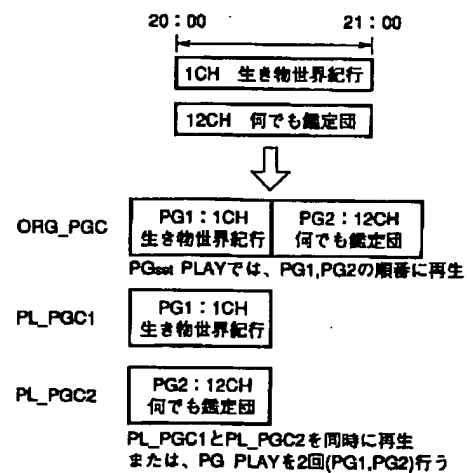 20:00 21:00
1CH 生き物世界紀行
12CH 何でも鑑定団
ORG_PGC
PG1:1CH
生き物世界紀行
PG2:12CH
何でも鑑定団
PGset PLAYでは、PG1,PG2の順番に再生
PL_PGC1
PG1:1CH
生き物世界紀行
PL_PGC2
PG2:12CH
何でも鑑定団
PL_PGC1とPL_PGC2を同時に再生
または、PG PLAYを2回(PG1,PG2)行う